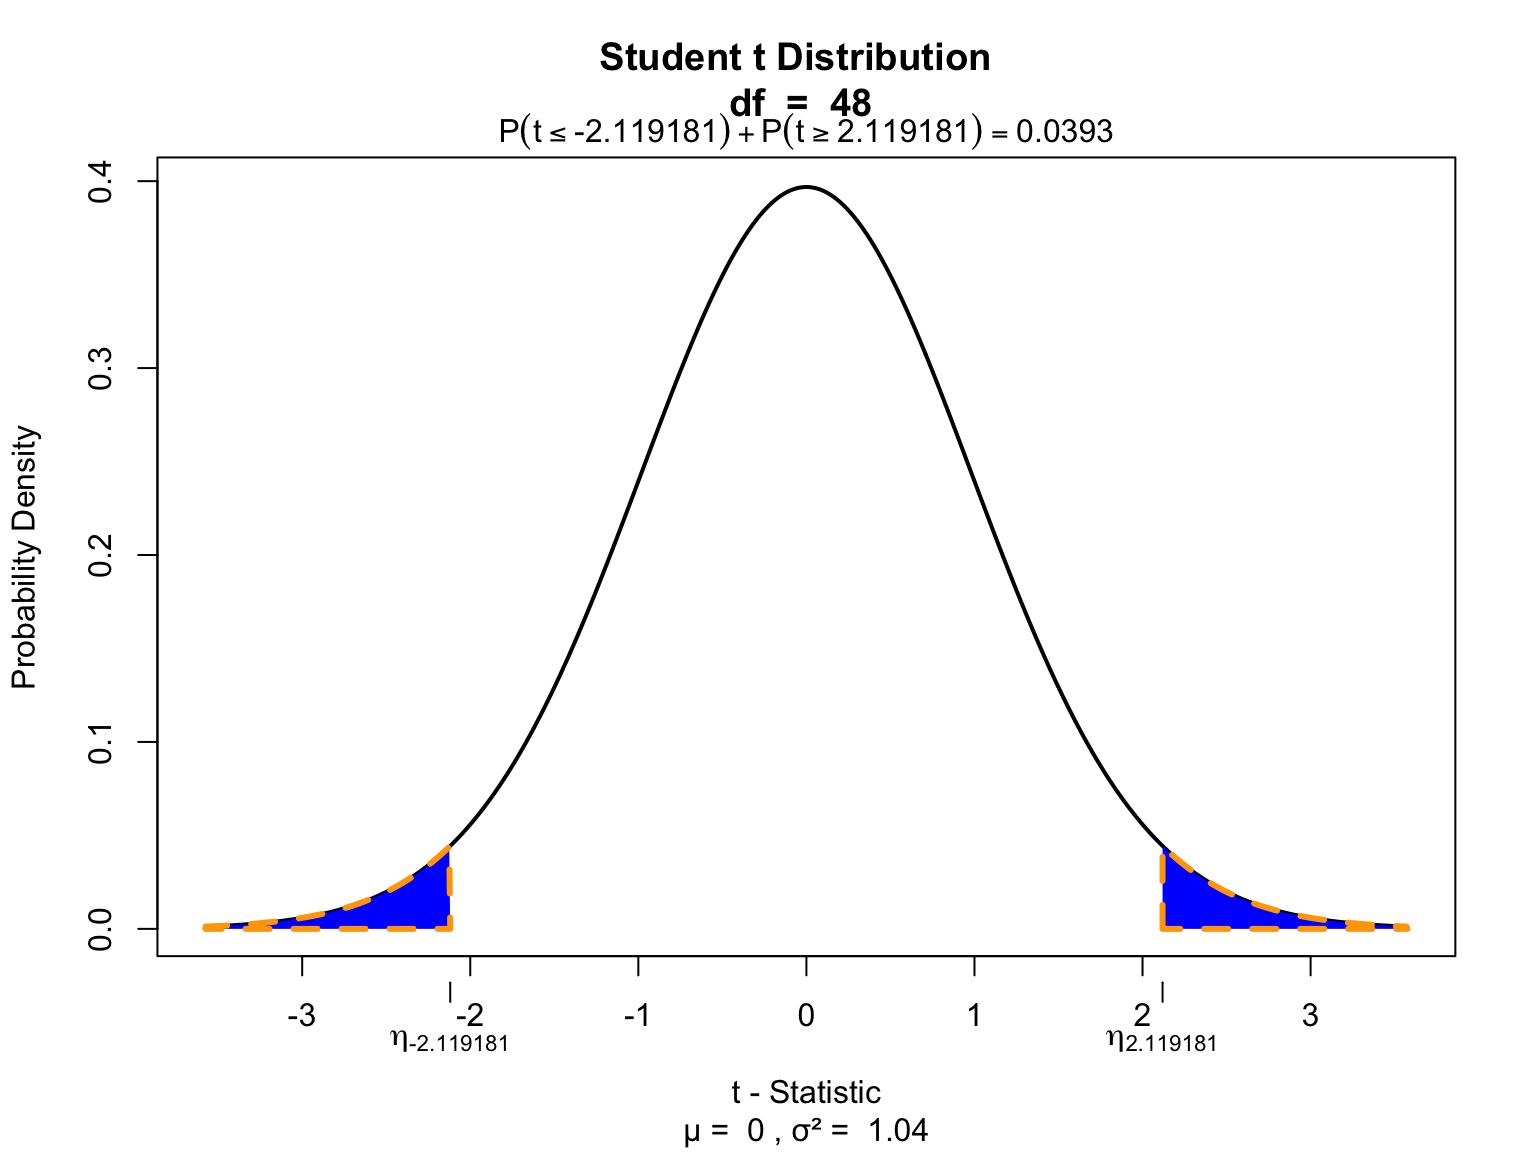 Student t Distribution
df = 48
P(t ≤ -2.119181) + P(t ≥ 2.119181) = 0.0393
Probability Density
0.4
0.3
0.2
0.1
0.0
-3 -2 -1 0 1 2 3
η-2.119181 η2.119181
t - Statistic
μ = 0 , σ² = 1.04